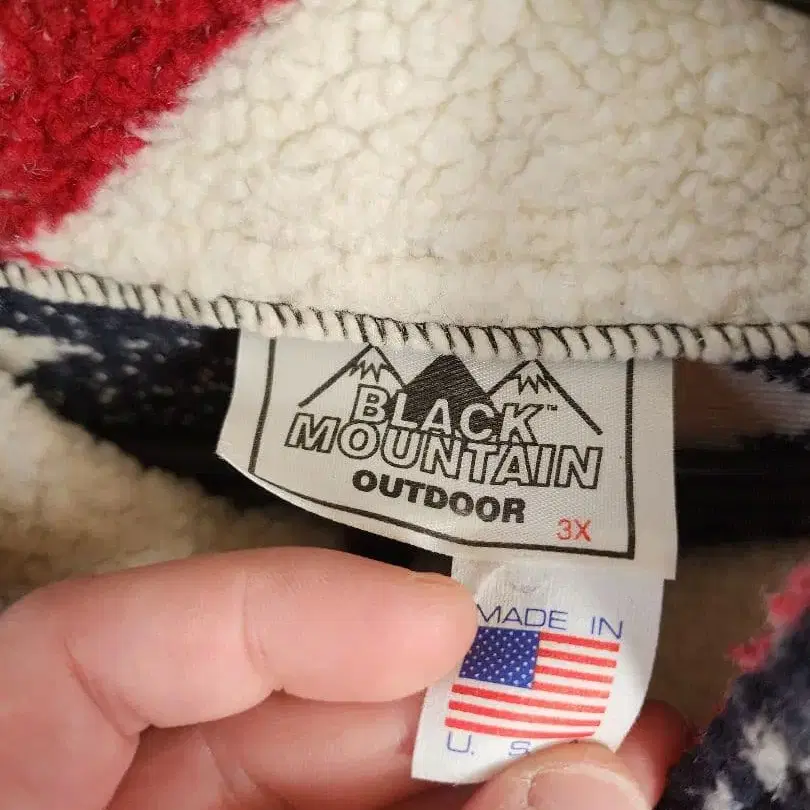 BLACK™
MOUNTAIN
OUTDOOR
3X
MADE IN
U. S.